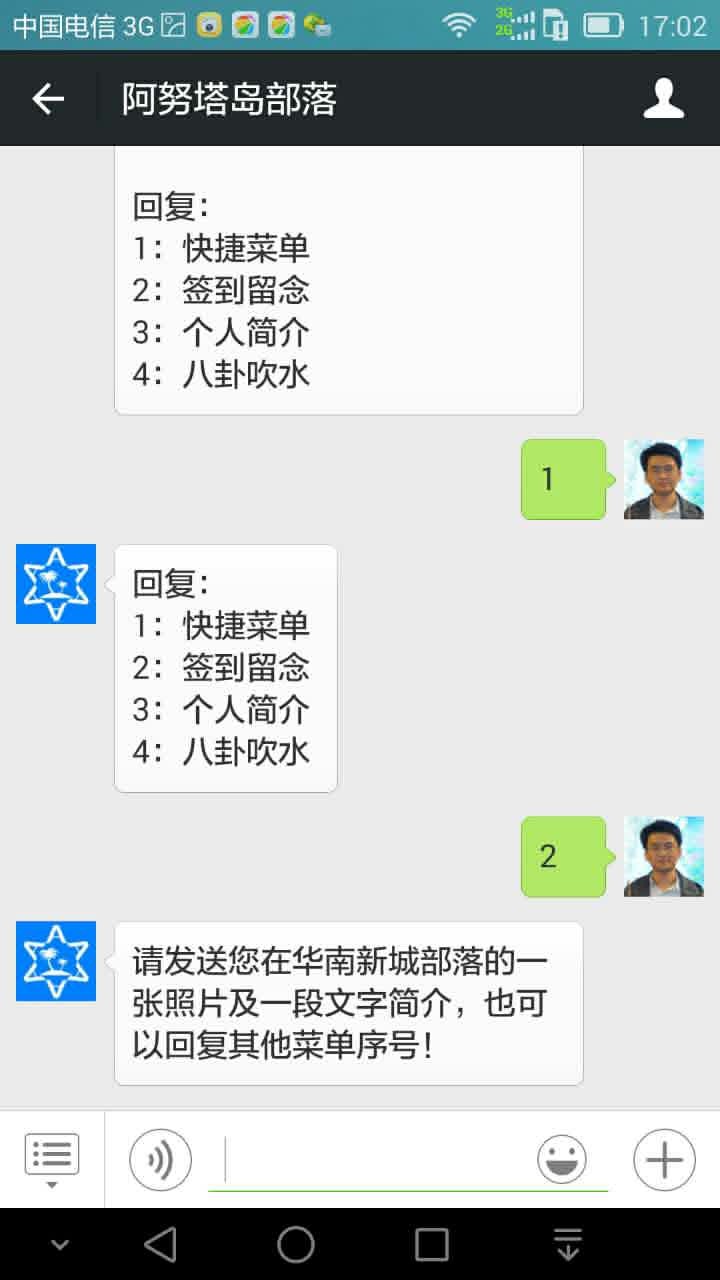 中国电信 3G
3G
2G
17:02
阿努塔岛部落
回复:
1: 快捷菜单
2: 签到留念
3: 个人简介
4: 八卦吹水
1
回复:
1: 快捷菜单
2: 签到留念
3: 个人简介
4: 八卦吹水
2
请发送您在华南新城部落的一
张照片及一段文字简介，也可
以回复其他菜单序号!